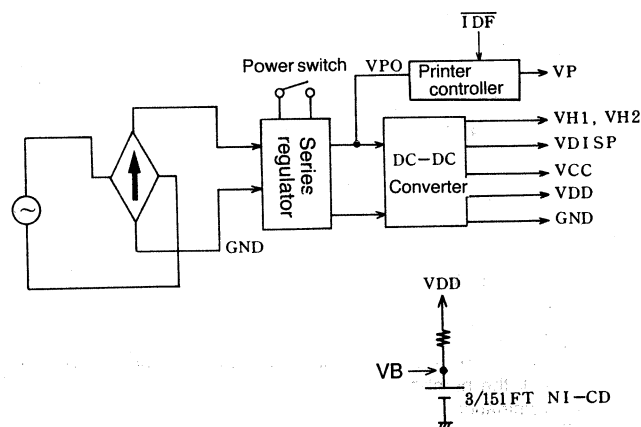 IDF
Power switch
VPO
Printer
controller
VP
Series
regulator
DC-DC
Converter
VH1, VH2
VDISP
VCC
VDD
GND
GND
VDD
VB
3/151FT NI-CD